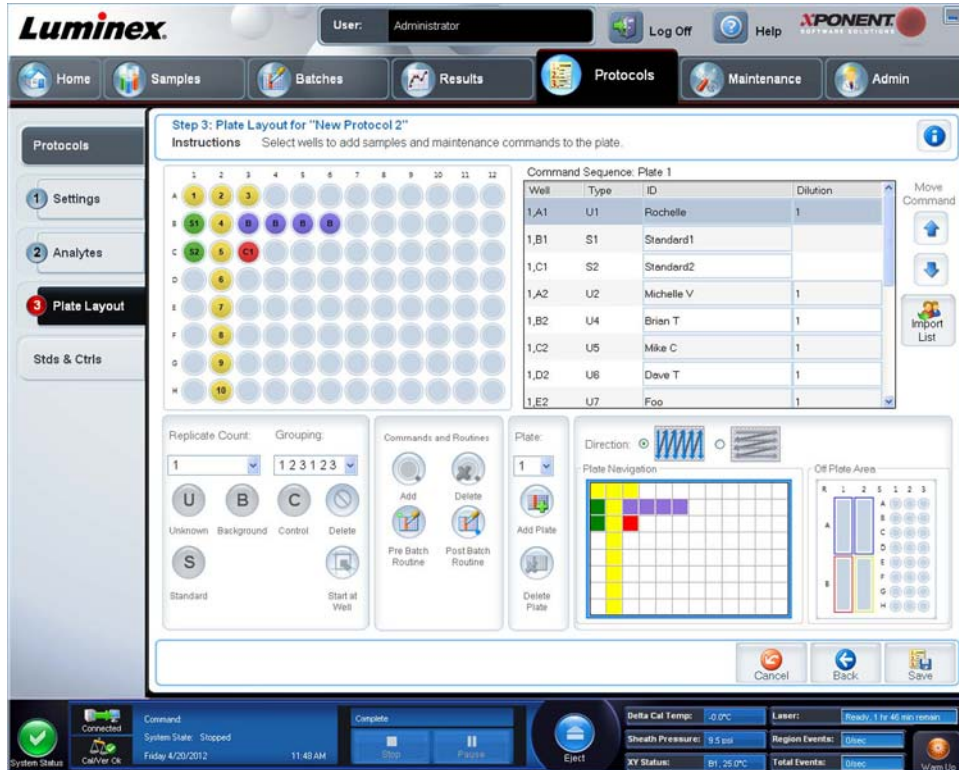 Luminex.
User: Administrator
Log Off
Help
XPONENT.
SOFTWARE SOLUTIONS
Home
Samples
Batches
Results
Protocols
Maintenance
Admin
Protocols
1 Settings
2 Analytes
3 Plate Layout
Stds & Ctrls
Step 3: Plate Layout for "New Protocol 2"
Instructions Select wells to add samples and maintenance commands to the plate.
1 2 3 4 5 6 7 8 9 10 11 12
A 1 2 3
B S1 4 B B B B
C S2 5 C1
D 6
E 7
F 8
G 9
H 10
Command Sequence: Plate 1
Well Type ID Dilution
1,A1 U1 Rochelle 1
1,B1 S1 Standard1
1,C1 S2 Standard2
1,A2 U2 Michelle V 1
1,B2 U4 Brian T 1
1,C2 U5 Mike C 1
1,D2 U6 Dave T 1
1,E2 U7 Foo 1
Move Command
Import List
Replicate Count: Grouping:
1 1 2 3 1 2 3
U B C
Unknown Background Control Delete
S
Standard
Start at Well
Commands and Routines
Add Delete
Pre Batch Routine
Post Batch Routine
Plate:
1
Add Plate
Delete Plate
Direction:
Plate Navigation
Off Plate Area
R 1 2 S 1 2 3
A
B
A
B
C
D
E
F
G
H
Cancel
Back
Save
System Status
Connected
Cal/Ver Ok
Command
System State: Stopped
Friday 4/20/2012 11:48 AM
Complete
Stop
Pause
Eject
Delta Cal Temp: -0.0°C
Sheath Pressure: 9.5 psi
XY Status: B1, 25.0°C
Laser: Ready, 1 hr 46 min remain
Region Events: 0/sec
Total Events: 0/sec
Warm Up